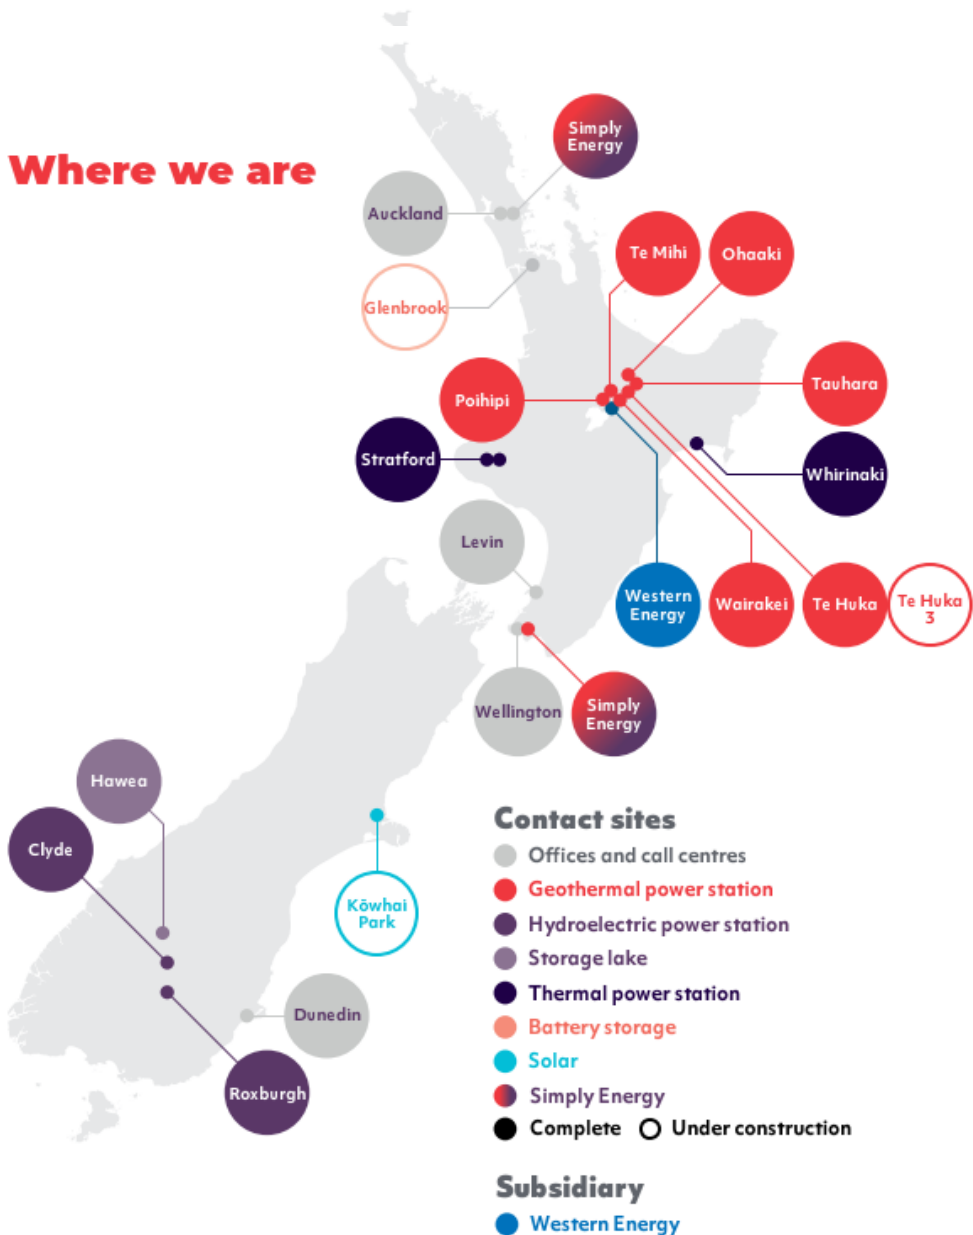 Where we are
Simply
Energy
Auckland
Te Mihi
Ohaaki
Glenbrook
Poihipi
Tauhara
Stratford
Whirinaki
Levin
Western
Energy
Wairakei
Te Huka
Te Huka
3
Wellington
Simply
Energy
Hawea
Clyde
Kōwhai
Park
Dunedin
Roxburgh
Contact sites
Offices and call centres
Geothermal power station
Hydroelectric power station
Storage lake
Thermal power station
Battery storage
Solar
Simply Energy
Complete Under construction
Subsidiary
Western Energy